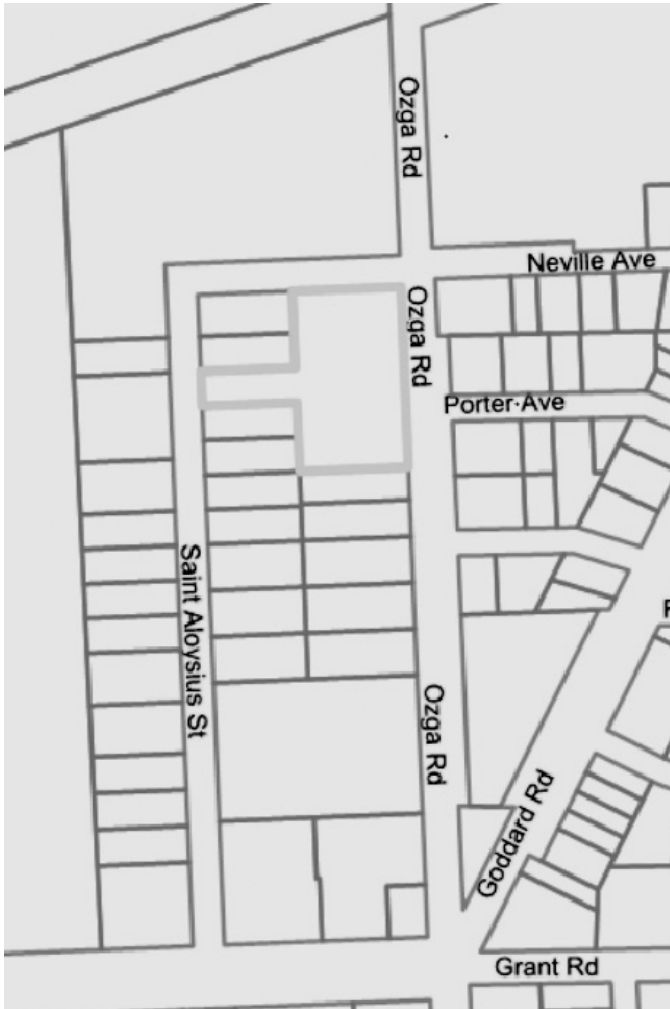 Ozga Rd
Neville Ave
Ozga Rd
Porter Ave
Saint Aloysius St
Ozga Rd
Goddard Rd
Grant Rd